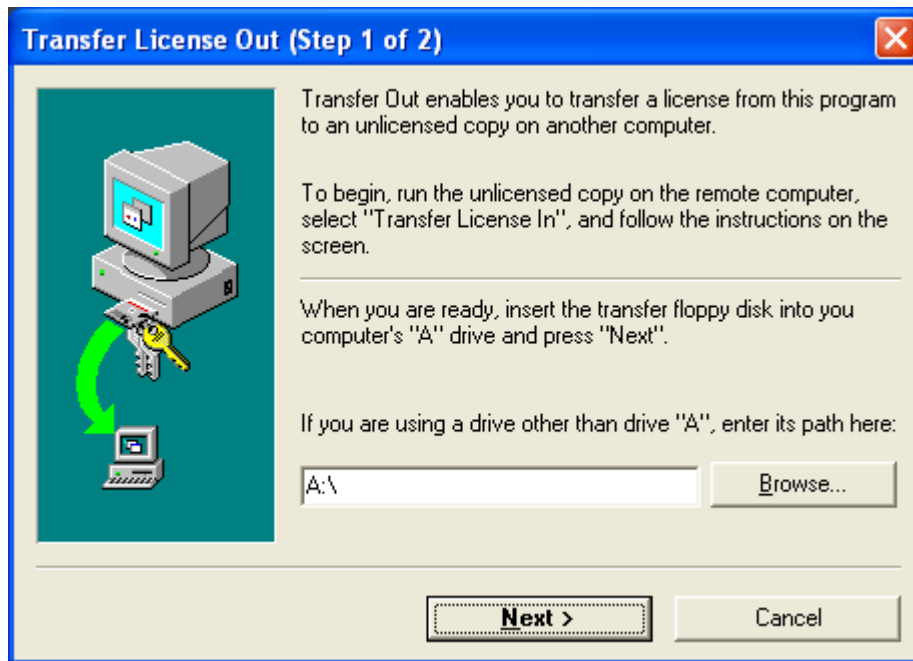 Transfer License Out (Step 1 of 2)
Transfer Out enables you to transfer a license from this program
to an unlicensed copy on another computer.
To begin, run the unlicensed copy on the remote computer,
select "Transfer License In", and follow the instructions on the
screen.
When you are ready, insert the transfer floppy disk into you
computer's "A" drive and press "Next".
If you are using a drive other than drive "A", enter its path here:
A:\
Browse...
Next >
Cancel